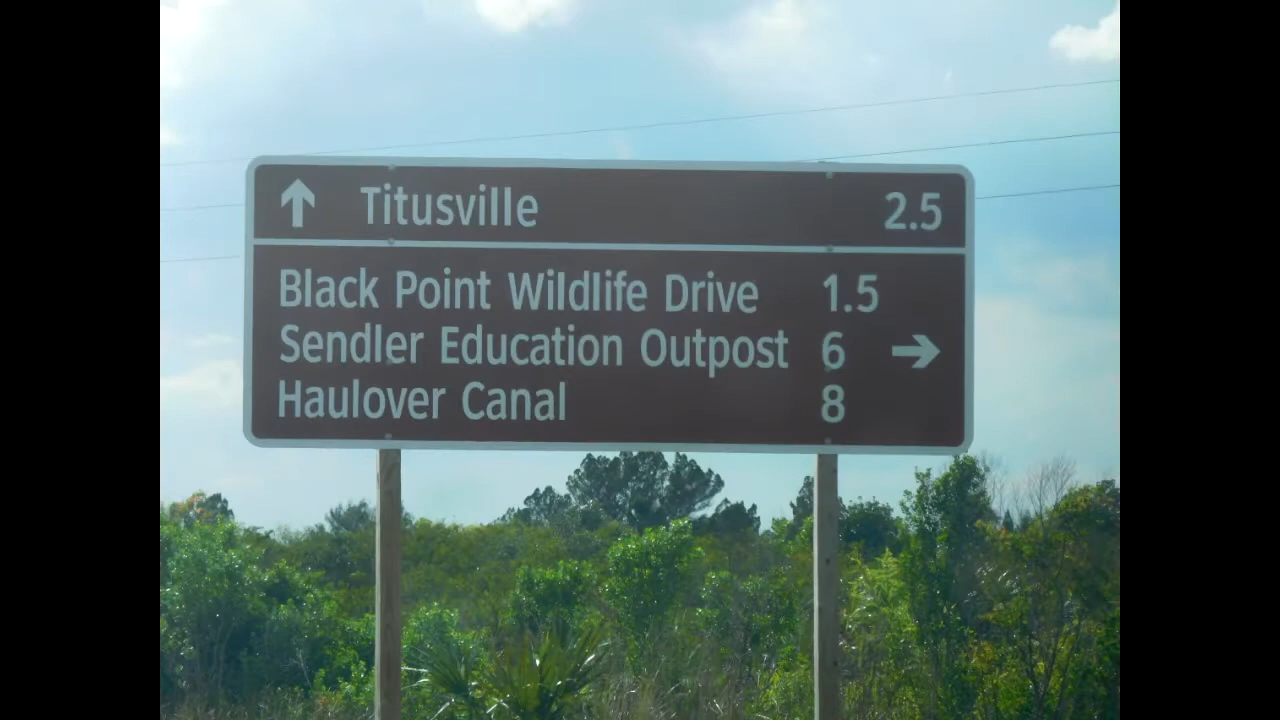 ↑ Titusville 2.5
Black Point Wildlife Drive 1.5
Sendler Education Outpost 6 →
Haulover Canal 8